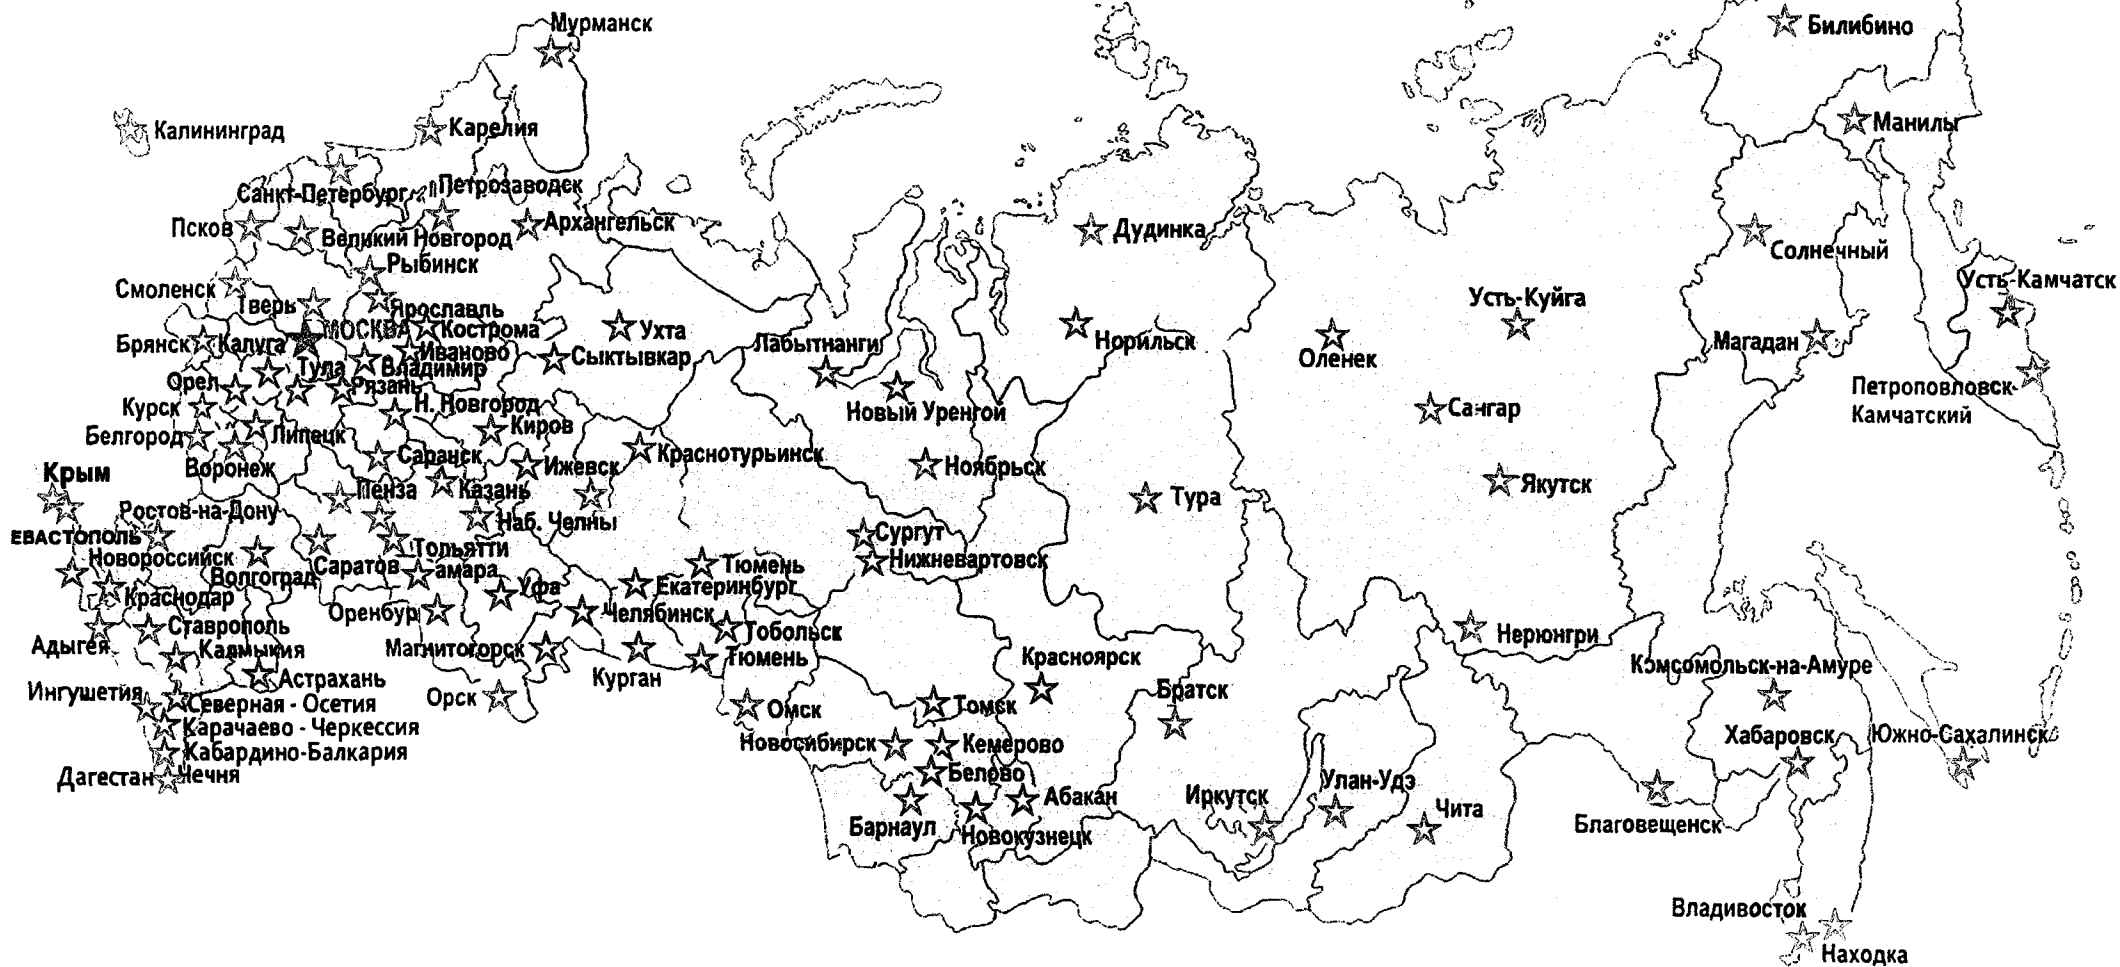 Мурманск
Билибино
Калининград
Карелия
Манилы
Санкт-Петербург
Петрозаводск
Псков
Великий Новгород
Архангельск
Дудинка
Солнечный
Рыбинск
Смоленск
Тверь
Ярославль
Усть-Камчатск
Усть-Куйга
МОСКВА
Кострома
Ухта
Брянск
Калуга
Иваново
Сыктывкар
Лабытнанги
Норильск
Оленек
Магадан
Тула
Владимир
Орел
Рязань
Петроповловск-
Камчатский
Курск
Н. Новгород
Новый Уренгой
Сангар
Белгород
Липецк
Киров
Воронеж
Саранск
Ижевск
Краснотурьинск
Ноябрьск
Крым
Пенза
Казань
Тура
Якутск
Ростов-на-Дону
Наб. Челны
ЕВАСТОПОЛЬ
Сургут
Новороссийск
Тольятти
Нижневартовск
Волгоград
Саратов
амара
Тюмень
Краснодар
Уфа
Екатеринбург
Оренбур
Челябинск
Ставрополь
Тобольск
Нерюнгри
Адыгея
Калмыкия
Магнитогорск
Тюмень
Красноярск
Комсомольск-на-Амуре
Астрахань
Курган
Ингушетия
Северная - Осетия
Орск
Омск
Томск
Братск
Карачаево - Черкессия
Новосибирск
Кемерово
Хабаровск
Южно-Сахалинск
Кабардино-Балкария
Дагестан
Чечня
Белово
Улан-Удэ
Абакан
Иркутск
Чита
Барнаул
Новокузнецк
Благовещенск
Владивосток
Находка